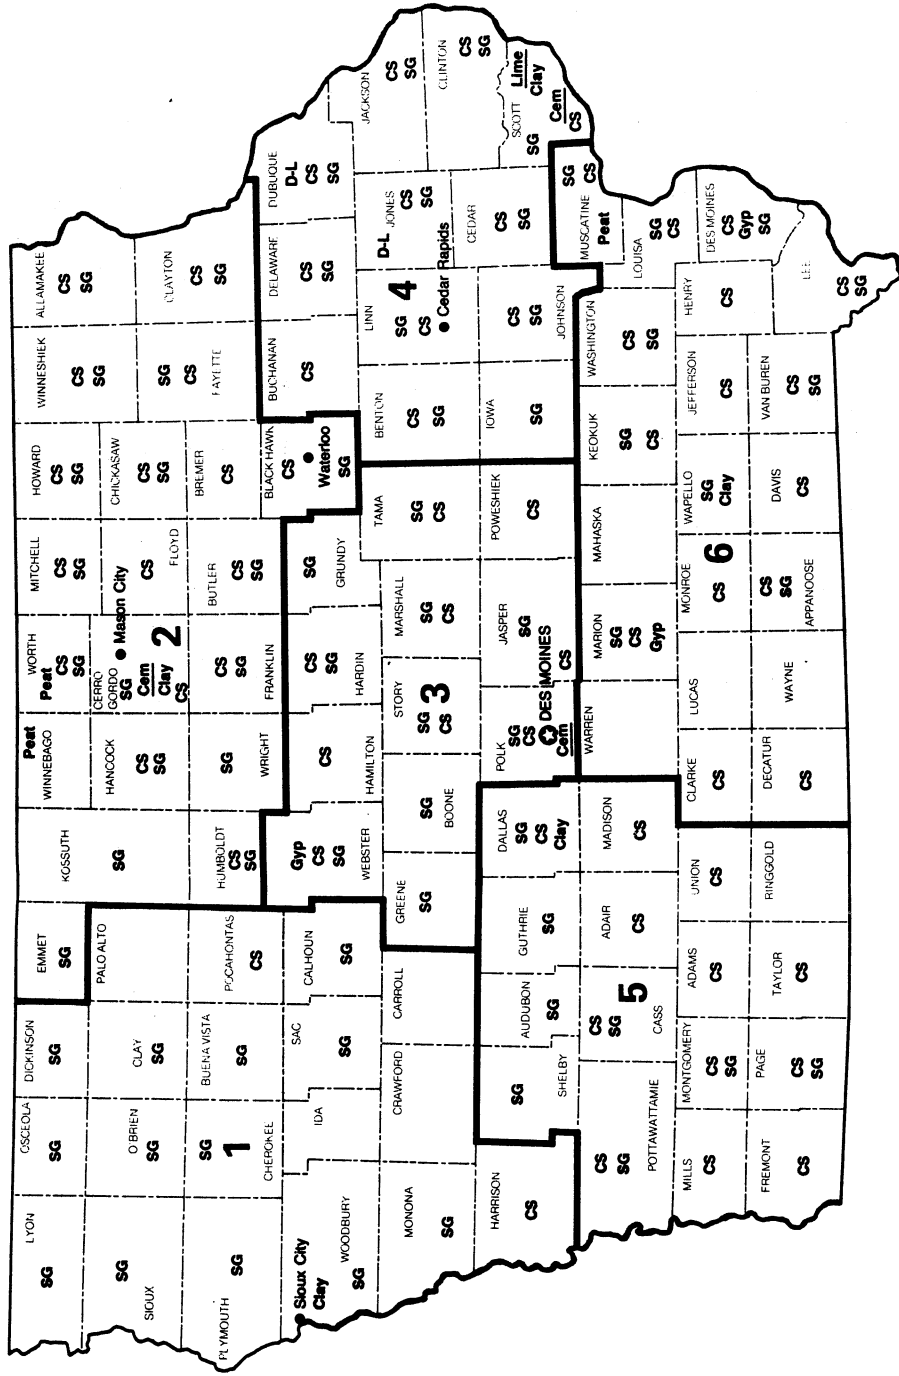 LYON
SG
OSCEOLA
SG
DICKINSON
SG
EMMET
SG
KOSSUTH
SG
Peat
WINNEBAGO
WORTH
Peat
CS
SG
MITCHELL
CS
SG
HOWARD
CS
SG
WINNESHIEK
CS
SG
ALLAMAKEE
CS
SG
SG
SIOUX
O'BRIEN
SG
CLAY
SG
PALO ALTO
HANCOCK
CS
SG
CERRO
GORDO
SG
Mason City
Cem
Clay
CS
2
CS
FLOYD
CHICKASAW
CS
SG
SG
CS
FAYETTE
CLAYTON
CS
SG
PLYMOUTH
SG
SG
1
CHEROKEE
BUENA VISTA
SG
POCAHONTAS
CS
HUMBOLDT
CS
SG
SG
WRIGHT
CS
SG
FRANKLIN
BUTLER
CS
SG
BREMER
CS
BLACK HAWK
CS
Waterloo
SG
BUCHANAN
CS
DELAWARE
CS
SG
DUBUQUE
D-L
CS
SG
Sioux City
Clay
WOODBURY
SG
IDA
SAC
SG
CALHOUN
SG
Gyp
CS
SG
WEBSTER
CS
HAMILTON
CS
SG
HARDIN
SG
GRUNDY
TAMA
SG
CS
BENTON
CS
SG
LINN
SG
CS
4
Cedar Rapids
D-L
JONES
CS
SG
JACKSON
CS
SG
MONONA
SG
CRAWFORD
CARROLL
GREENE
SG
SG
BOONE
STORY
SG
CS
3
MARSHALL
SG
CS
CLINTON
CS
SG
HARRISON
CS
SG
SHELBY
AUDUBON
SG
GUTHRIE
SG
DALLAS
SG
CS
Clay
POLK
SG
CS
DES MOINES
Cem
JASPER
SG
CS
POWESHIEK
CS
IOWA
SG
CS
SG
JOHNSON
CEDAR
CS
SG
SCOTT
SG
Lime
Clay
Cem
CS
MUSCATINE
Peat
SG
CS
CS
SG
POTTAWATTAMIE
CS
SG
5
CASS
ADAIR
CS
MADISON
CS
WARREN
MARION
SG
CS
Gyp
MAHASKA
KEOKUK
SG
CS
WASHINGTON
CS
SG
LOUISA
SG
CS
MILLS
CS
MONTGOMERY
CS
SG
ADAMS
CS
UNION
CS
CLARKE
CS
LUCAS
MONROE
CS
6
WAPELLO
SG
Clay
JEFFERSON
CS
HENRY
CS
DES MOINES
CS
Gyp
SG
FREMONT
CS
PAGE
CS
SG
TAYLOR
CS
RINGGOLD
DECATUR
CS
WAYNE
CS
SG
APPANOOSE
DAVIS
CS
VAN BUREN
CS
SG
LEE
CS
SG